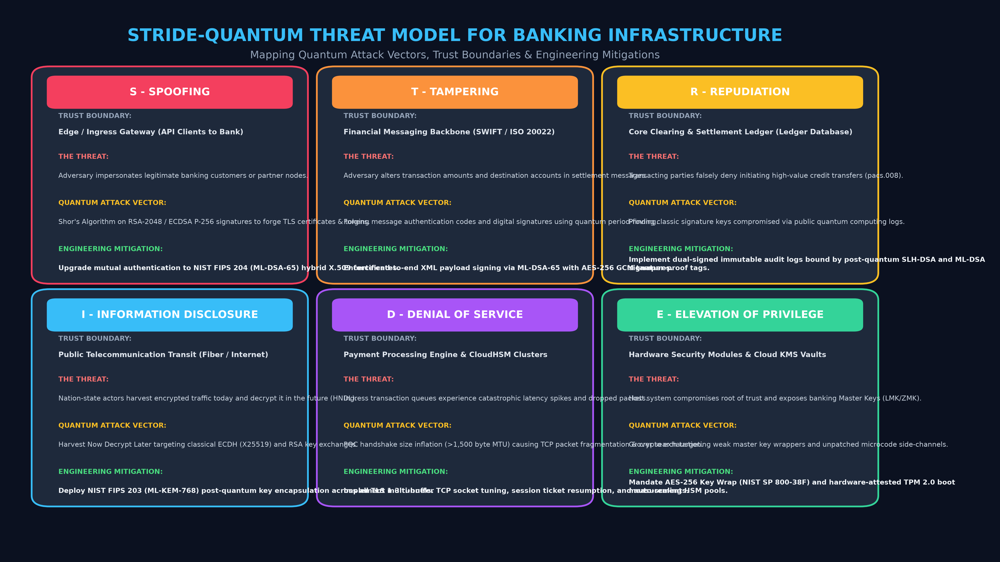 STRIDE-QUANTUM THREAT MODEL FOR BANKING INFRASTRUCTURE
Mapping Quantum Attack Vectors, Trust Boundaries & Engineering Mitigations
S - SPOOFING
TRUST BOUNDARY:
Edge / Ingress Gateway (API Clients to Bank)
THE THREAT:
Adversary impersonates legitimate banking customers or partner nodes.
QUANTUM ATTACK VECTOR:
Shor's Algorithm on RSA-2048 / ECDSA P-256 signatures to forge TLS certificates & tokens.
ENGINEERING MITIGATION:
Upgrade mutual authentication to NIST FIPS 204 (ML-DSA-65) hybrid X.509 certificates.
T - TAMPERING
TRUST BOUNDARY:
Financial Messaging Backbone (SWIFT / ISO 20022)
THE THREAT:
Adversary alters transaction amounts and destination accounts in settlement messages.
QUANTUM ATTACK VECTOR:
Forging message authentication codes and digital signatures using quantum period-finding.
ENGINEERING MITIGATION:
Enforce end-to-end XML payload signing via ML-DSA-65 with AES-256 GCM tamper-proof tags.
R - REPUDIATION
TRUST BOUNDARY:
Core Clearing & Settlement Ledger (Ledger Database)
THE THREAT:
Transacting parties falsely deny initiating high-value credit transfers (pacs.008).
QUANTUM ATTACK VECTOR:
Proving classic signature keys compromised via public quantum computing logs.
ENGINEERING MITIGATION:
Implement dual-signed immutable audit logs bound by post-quantum SLH-DSA and ML-DSA
signatures.
I - INFORMATION DISCLOSURE
TRUST BOUNDARY:
Public Telecommunication Transit (Fiber / Internet)
THE THREAT:
Nation-state actors harvest encrypted traffic today and decrypt it in the future (HNDL).
QUANTUM ATTACK VECTOR:
Harvest Now Decrypt Later targeting classical ECDH (X25519) and RSA key exchanges.
ENGINEERING MITIGATION:
Deploy NIST FIPS 203 (ML-KEM-768) post-quantum key encapsulation across all TLS 1.3 tunnels.
D - DENIAL OF SERVICE
TRUST BOUNDARY:
Payment Processing Engine & CloudHSM Clusters
THE THREAT:
Ingress transaction queues experience catastrophic latency spikes and dropped packets.
QUANTUM ATTACK VECTOR:
PQC handshake size inflation (>1,500 byte MTU) causing TCP packet fragmentation & crypto exhaustion.
ENGINEERING MITIGATION:
Implement multi-buffer TCP socket tuning, session ticket resumption, and auto-scaling HSM pools.
E - ELEVATION OF PRIVILEGE
TRUST BOUNDARY:
Hardware Security Modules & Cloud KMS Vaults
THE THREAT:
Host system compromises root of trust and exposes banking Master Keys (LMK/ZMK).
QUANTUM ATTACK VECTOR:
Grover search targeting weak master key wrappers and unpatched microcode side-channels.
ENGINEERING MITIGATION:
Mandate AES-256 Key Wrap (NIST SP 800-38F) and hardware-attested TPM 2.0 boot
measurements.